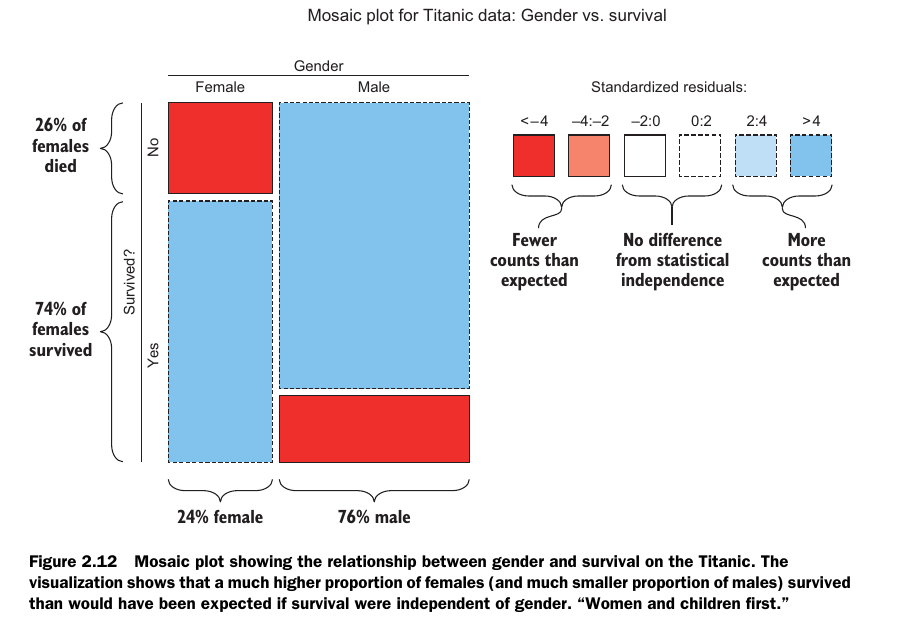 Mosaic plot for Titanic data: Gender vs. survival
Gender
Female
Male
26% of
females
died
No
Survived?
74% of
females
survived
Yes
24% female
76% male
Standardized residuals:
<–4
–4:–2
–2:0
0:2
2:4
>4
Fewer
counts than
expected
No difference
from statistical
independence
More
counts than
expected
Figure 2.12 Mosaic plot showing the relationship between gender and survival on the Titanic. The
visualization shows that a much higher proportion of females (and much smaller proportion of males) survived
than would have been expected if survival were independent of gender. “Women and children first.”